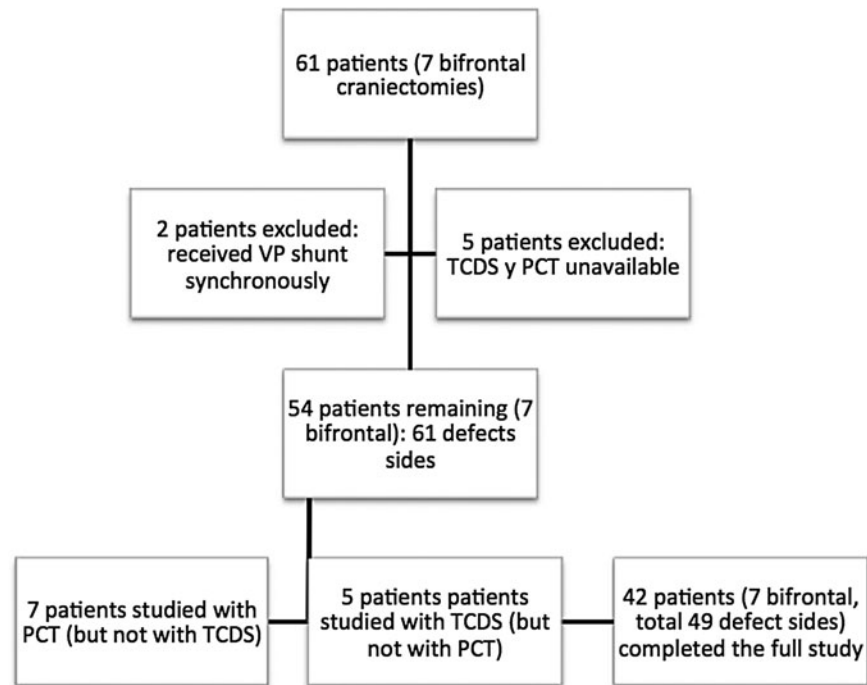 61 patients (7 bifrontal
craniectomies)
2 patients excluded:
received VP shunt
synchronously
5 patients excluded:
TCDS y PCT unavailable
54 patients remaining (7
bifrontal): 61 defects
sides
7 patients studied with
PCT (but not with TCDS)
5 patients patients
studied with TCDS (but
not with PCT)
42 patients (7 bifrontal,
total 49 defect sides)
completed the full study